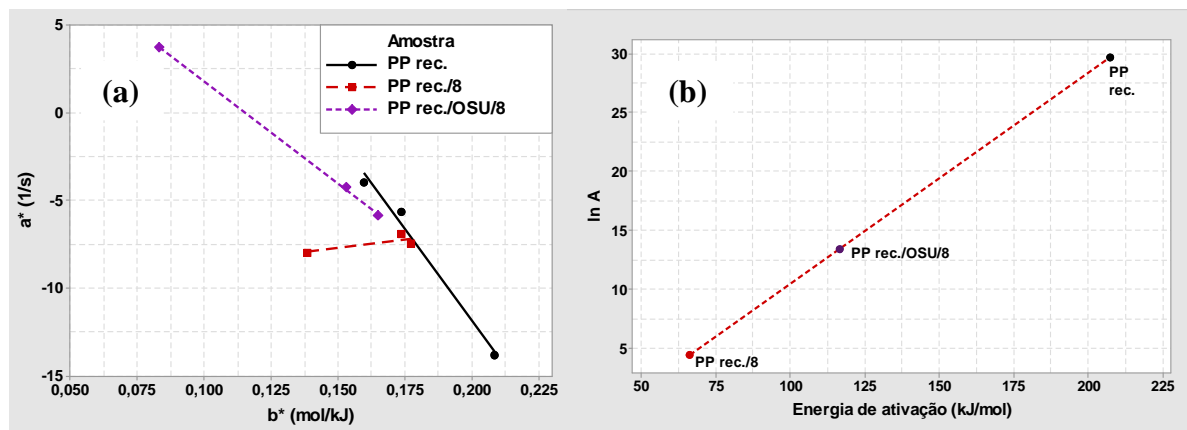 (a)
Amostra
PP rec.
PP rec./8
PP rec./OSU/8
5
0
-5
-10
-15
a* (1/s)
0,050 0,075 0,100 0,125 0,150 0,175 0,200 0,225
b* (mol/kJ)
(b)
30
25
20
15
10
5
ln A
PP
rec.
PP rec./OSU/8
PP rec./8
50 75 100 125 150 175 200 225
Energia de ativação (kJ/mol)